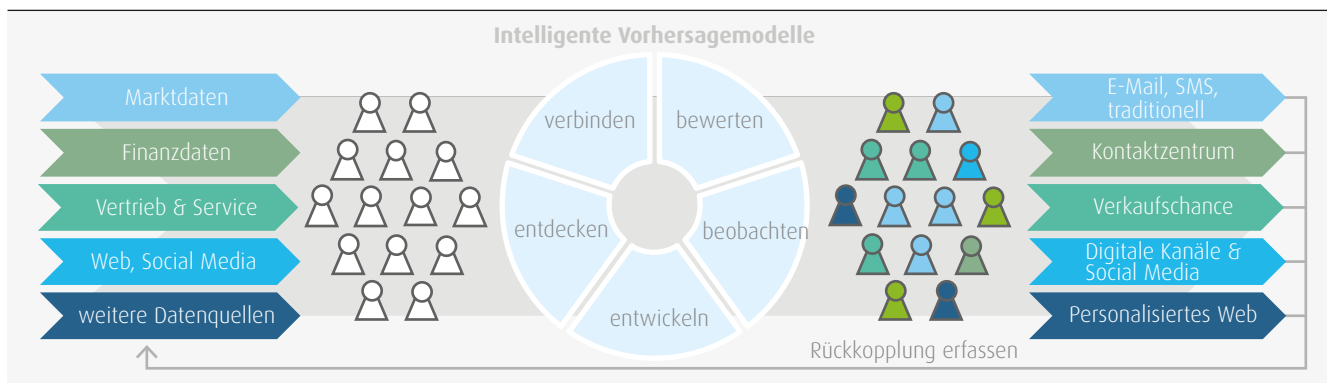 Intelligente Vorhersagemodelle
Marktdaten
Finanzdaten
Vertrieb & Service
Web, Social Media
weitere Datenquellen
verbinden
bewerten
entdecken
beobachten
entwickeln
E-Mail, SMS,
traditionell
Kontaktzentrum
Verkaufschance
Digitale Kanäle &
Social Media
Personalisiertes Web
Rückkopplung erfassen